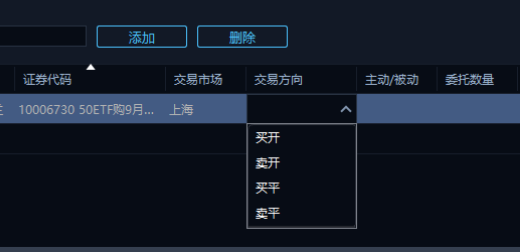 添加 删除
证券代码 交易市场 交易方向 主动/被动 委托数量
10006730 50ETF购9月... 上海
买开
卖开
买平
卖平